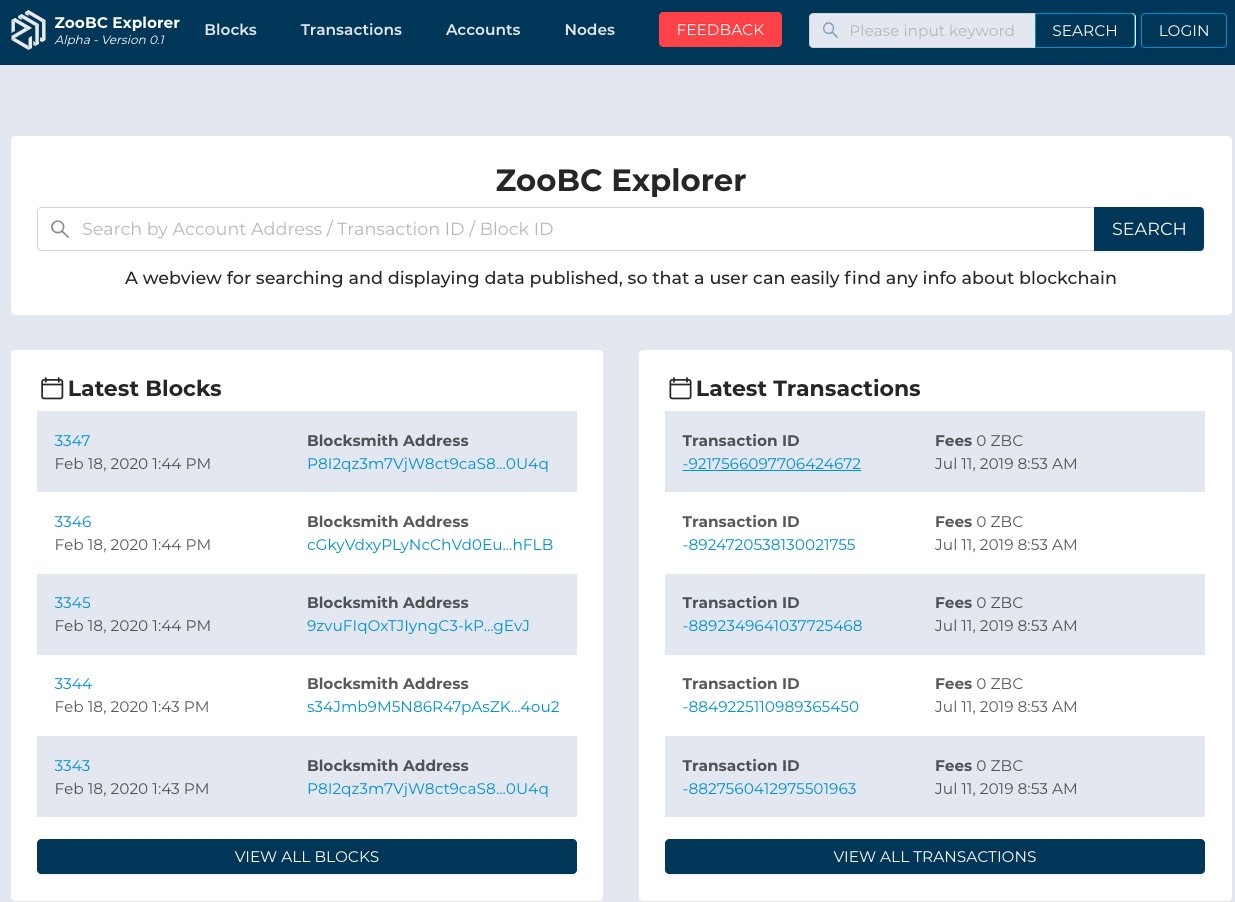 ZooBC Explorer
Alpha - Version 0.1
Blocks
Transactions
Accounts
Nodes
FEEDBACK
Please input keyword
SEARCH
LOGIN
ZooBC Explorer
Search by Account Address / Transaction ID / Block ID
SEARCH
A webview for searching and displaying data published, so that a user can easily find any info about blockchain
Latest Blocks
3347
Blocksmith Address
Feb 18, 2020 1:44 PM
P8I2qz3m7VjW8ct9caS8...0U4q
3346
Blocksmith Address
Feb 18, 2020 1:44 PM
cGkyVdxyPLyNcChVd0Eu...hFLB
3345
Blocksmith Address
Feb 18, 2020 1:44 PM
9zvuFIqOxTJIyngC3-kP...gEvJ
3344
Blocksmith Address
Feb 18, 2020 1:43 PM
s34Jmb9M5N86R47pAsZK...4ou2
3343
Blocksmith Address
Feb 18, 2020 1:43 PM
P8I2qz3m7VjW8ct9caS8...0U4q
VIEW ALL BLOCKS
Latest Transactions
Transaction ID
Fees 0 ZBC
-9217566097706424672
Jul 11, 2019 8:53 AM
Transaction ID
Fees 0 ZBC
-8924720538130021755
Jul 11, 2019 8:53 AM
Transaction ID
Fees 0 ZBC
-8892349641037725468
Jul 11, 2019 8:53 AM
Transaction ID
Fees 0 ZBC
-8849225110989365450
Jul 11, 2019 8:53 AM
Transaction ID
Fees 0 ZBC
-8827560412975501963
Jul 11, 2019 8:53 AM
VIEW ALL TRANSACTIONS